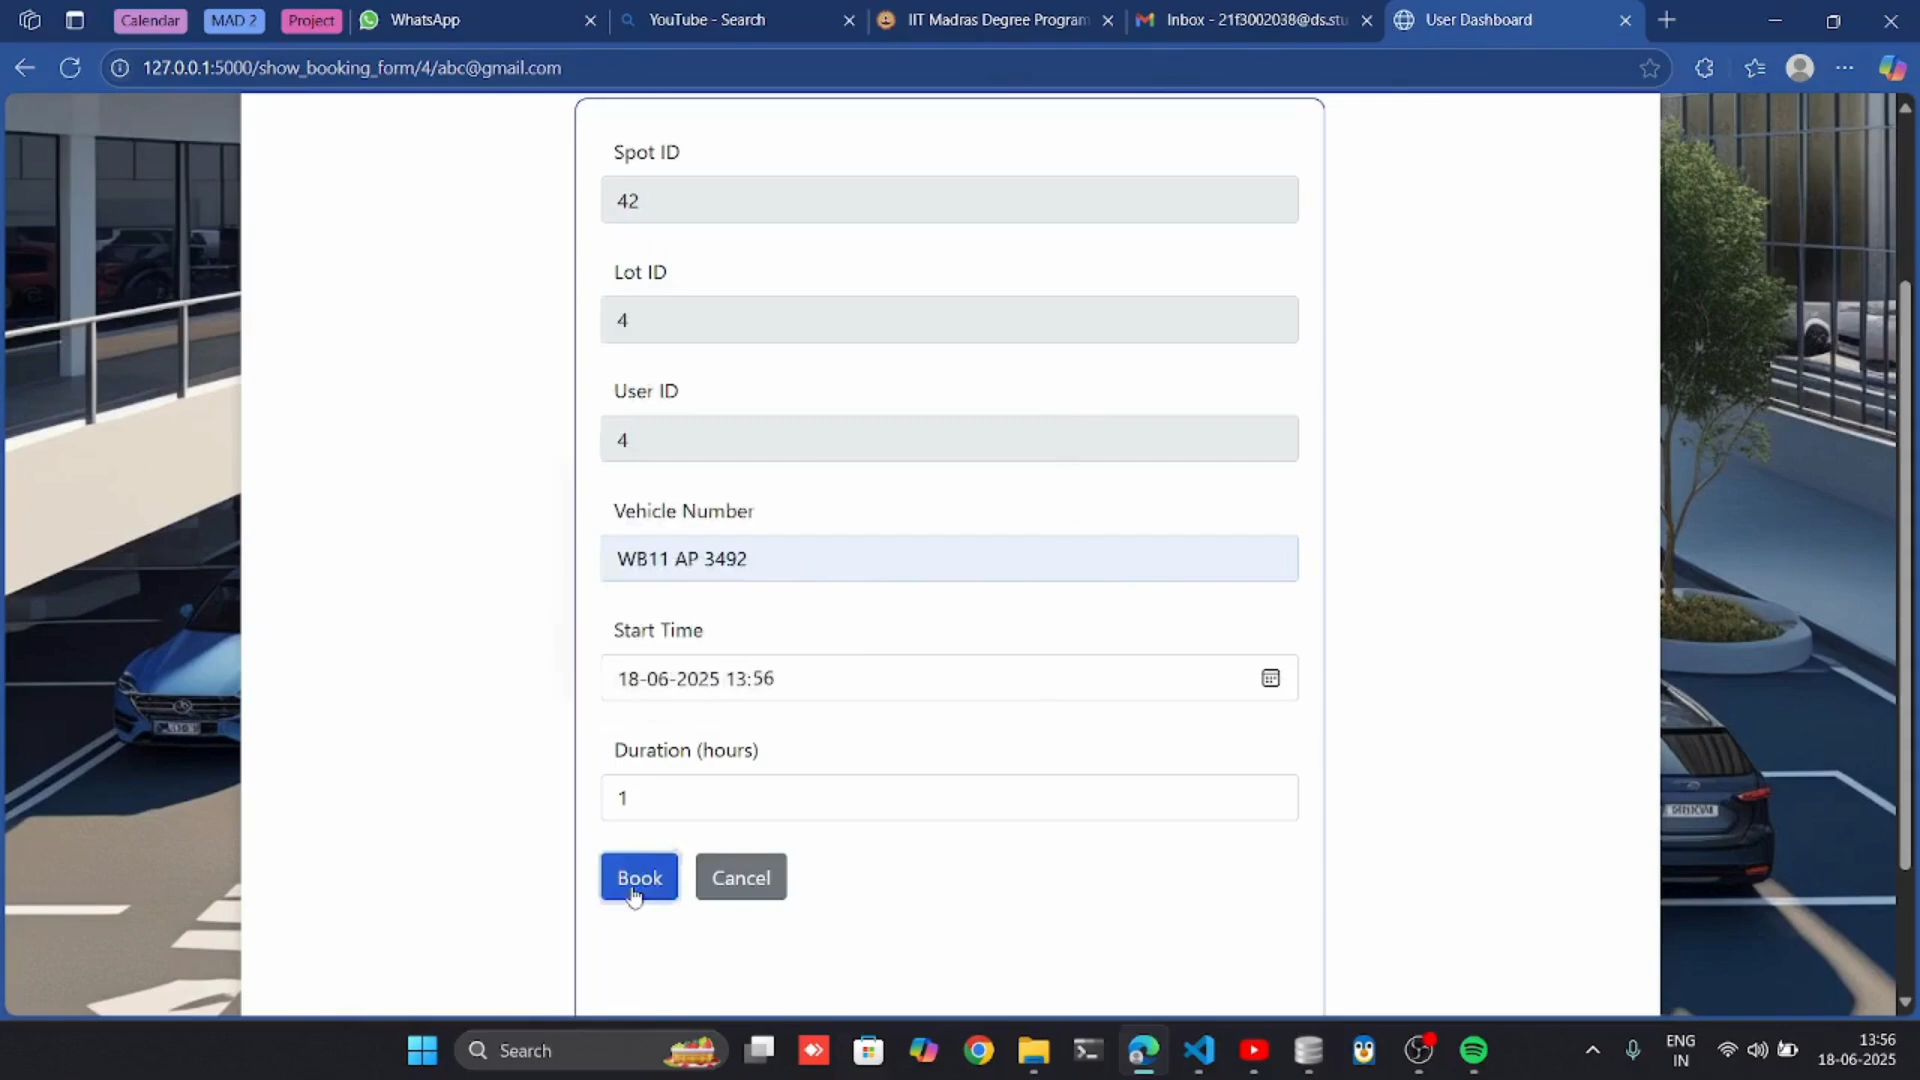 Calendar
MAD 2
Project
WhatsApp
YouTube - Search
IIT Madras Degree Program
Inbox - 21f3002038@ds.stu
User Dashboard
127.0.0.1:5000/show_booking_form/4/abc@gmail.com
Spot ID
42
Lot ID
4
User ID
4
Vehicle Number
WB11 AP 3492
Start Time
18-06-2025 13:56
Duration (hours)
1
Book
Cancel
Search
ENG
IN
13:56
18-06-2025